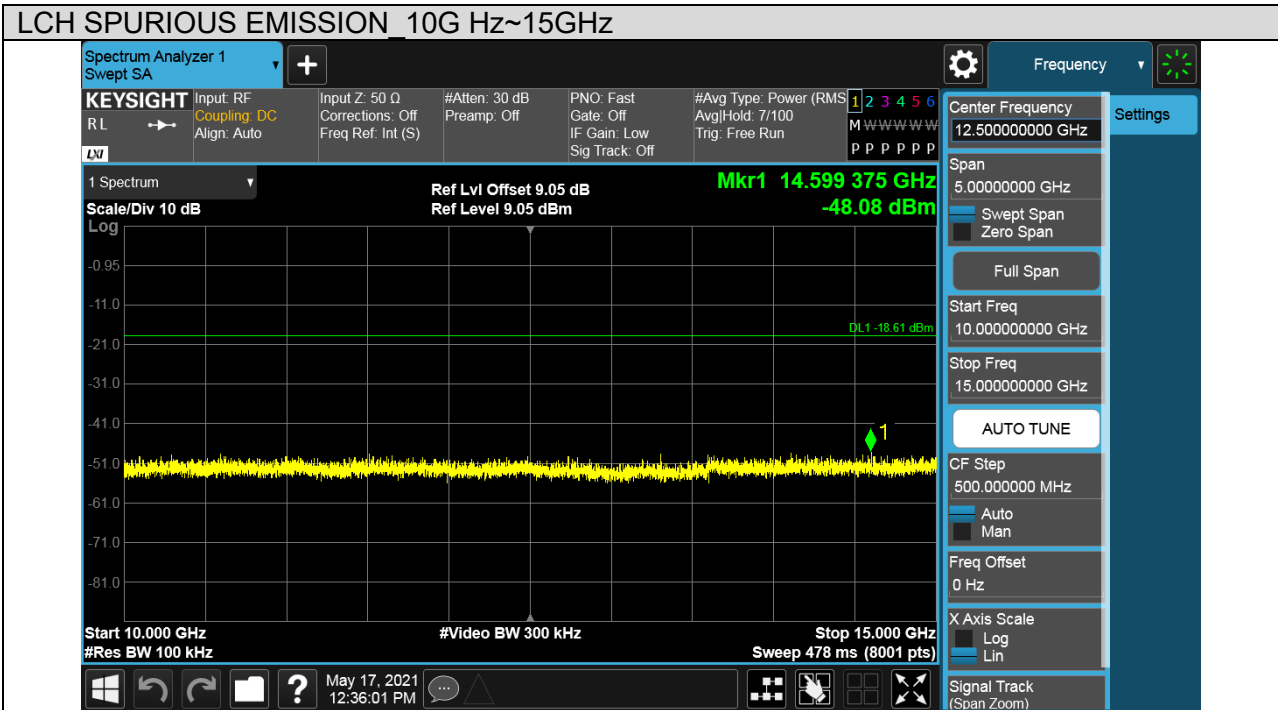 LCH SPURIOUS EMISSION_10G Hz~15GHz
Spectrum Analyzer 1
Swept SA
+
Frequency
KEYSIGHT
R L
LXI
Input: RF
Coupling: DC
Align: Auto
Input Z: 50 Ω
Corrections: Off
Freq Ref: Int (S)
#Atten: 30 dB
Preamp: Off
PNO: Fast
Gate: Off
IF Gain: Low
Sig Track: Off
#Avg Type: Power (RMS
Avg|Hold: 7/100
Trig: Free Run
1 2 3 4 5 6
M W W W W W
P P P P P P
1 Spectrum
Scale/Div 10 dB
Log
Ref Lvl Offset 9.05 dB
Ref Level 9.05 dBm
Mkr1 14.599 375 GHz
-48.08 dBm
-0.95
-11.0
DL1 -18.61 dBm
-21.0
-31.0
-41.0
1
-51.0
-61.0
-71.0
-81.0
Start 10.000 GHz
#Res BW 100 kHz
#Video BW 300 kHz
Stop 15.000 GHz
Sweep 478 ms (8001 pts)
?
May 17, 2021
12:36:01 PM
Center Frequency
12.500000000 GHz
Settings
Span
5.00000000 GHz
Swept Span
Zero Span
Full Span
Start Freq
10.000000000 GHz
Stop Freq
15.000000000 GHz
AUTO TUNE
CF Step
500.000000 MHz
Auto
Man
Freq Offset
0 Hz
X Axis Scale
Log
Lin
Signal Track
(Span Zoom)